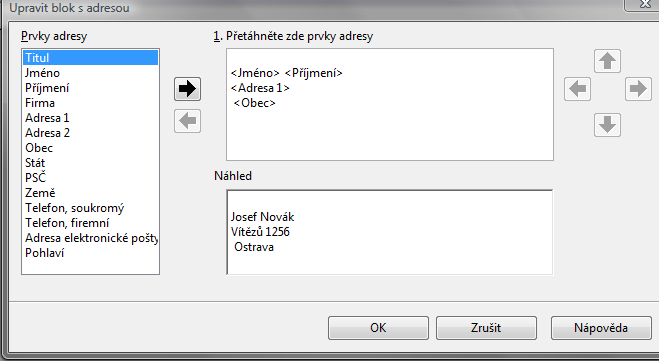 Upravit blok s adresou
Prvky adresy
Titul
Jméno
Příjmení
Firma
Adresa 1
Adresa 2
Obec
Stát
PSČ
Země
Telefon, soukromý
Telefon, firemní
Adresa elektronické pošty
Pohlaví
1. Přetáhněte zde prvky adresy
<Jméno> <Příjmení>
<Adresa 1>
<Obec>
Náhled
Josef Novák
Vítězů 1256
Ostrava
OK
Zrušit
Nápověda